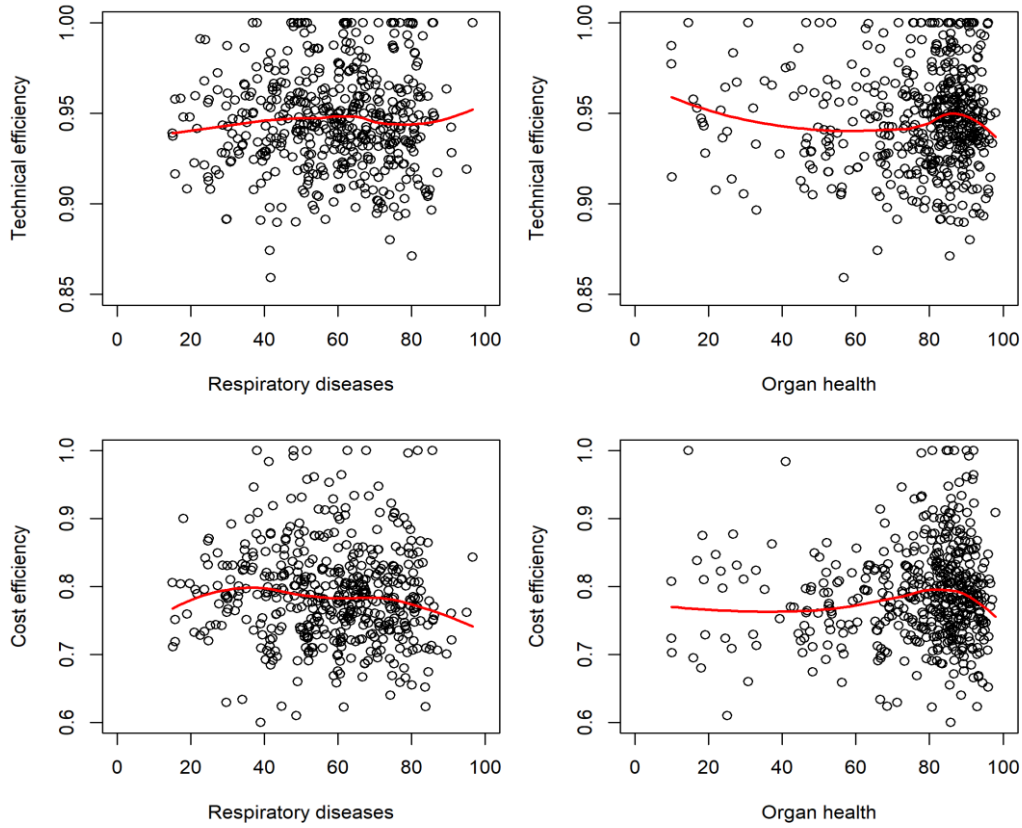 1.00
0.95
0.90
0.85
Technical efficiency
0 20 40 60 80 100
Respiratory diseases
1.00
0.95
0.90
0.85
Technical efficiency
0 20 40 60 80 100
Organ health
1.0
0.9
0.8
0.7
0.6
Cost efficiency
0 20 40 60 80 100
Respiratory diseases
1.0
0.9
0.8
0.7
0.6
Cost efficiency
0 20 40 60 80 100
Organ health